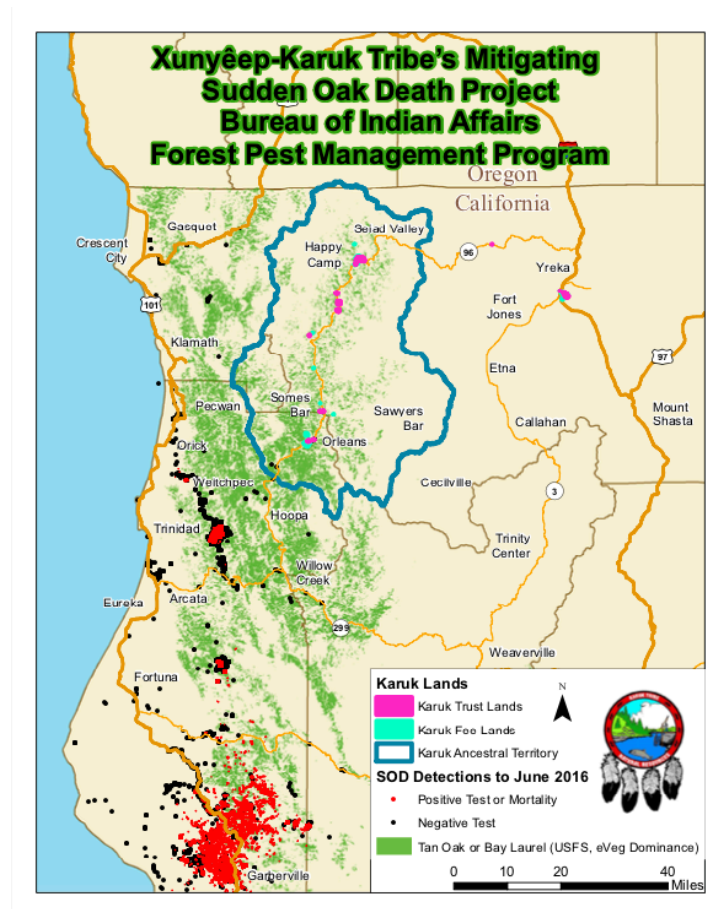 Xunyêep-Karuk Tribe's Mitigating
Sudden Oak Death Project
Bureau of Indian Affairs
Forest Pest Management Program
Oregon
California
Gasquet
Seiad Valley
Crescent
City
Happy
Camp
96
Yreka
101
Fort
Jones
Klamath
97
Etna
Somes
Bar
Pecwan
Sawyers
Bar
Mount
Shasta
Callahan
Orick
Orleans
Weitchpec
Cecilville
3
Hoopa
Trinidad
Trinity
Center
Willow
Creek
Eureka
Arcata
299
Weaverville
Fortuna
Garberville
Karuk Lands
Karuk Trust Lands
Karuk Fee Lands
Karuk Ancestral Territory
SOD Detections to June 2016
Positive Test or Mortality
Negative Test
Tan Oak or Bay Laurel (USFS, eVeg Dominance)
N
KARUK TRIBE
NATURAL RESOURCES
0 10 20 40
Miles